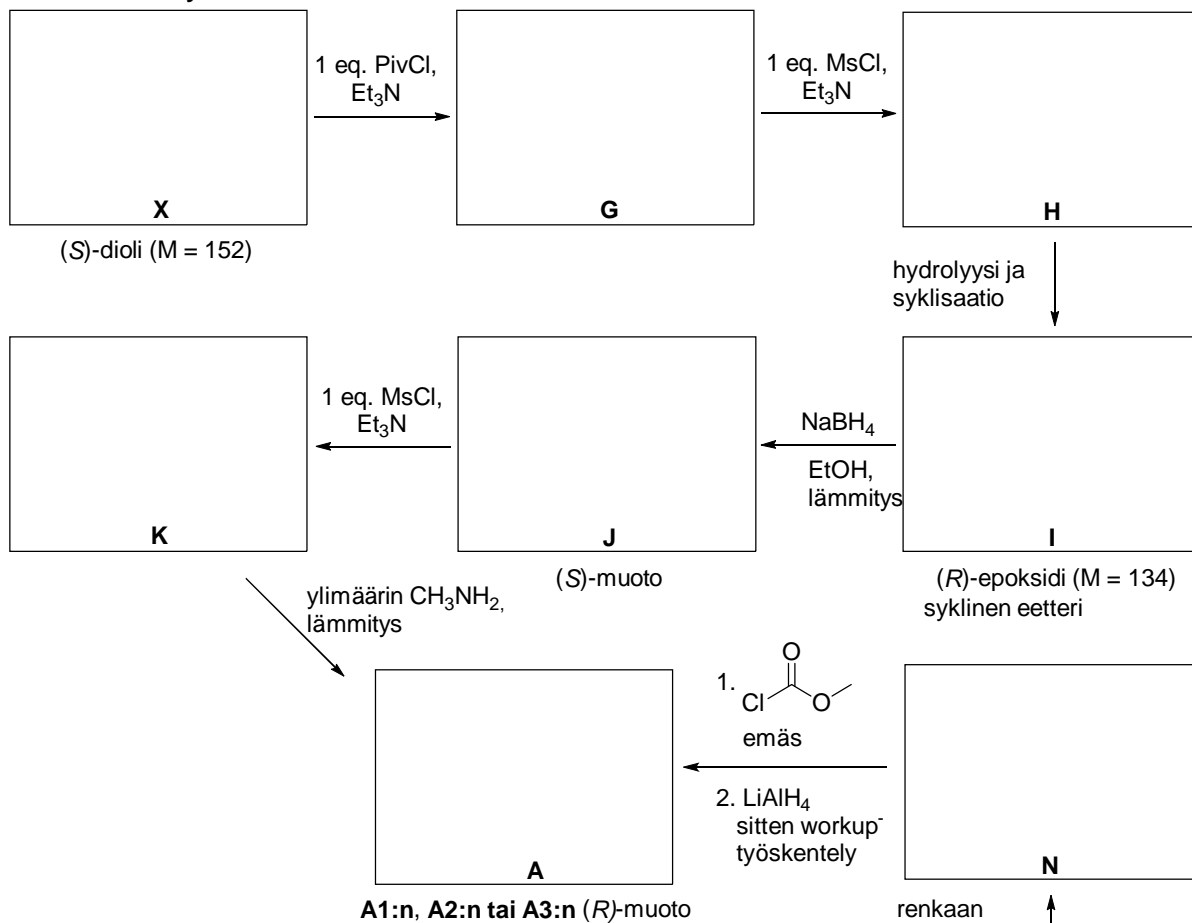 1 eq. PivCl,
Et₃N
1 eq. MsCl,
Et₃N
X
G
H
(S)-dioli (M = 152)
hydrolyysi ja
syklisaatio
1 eq. MsCl,
Et₃N
NaBH₄
EtOH,
lämmitys
K
J
I
(S)-muoto
(R)-epoksidi (M = 134)
syklinen eetteri
ylimäärin CH₃NH₂,
lämmitys
1.
O
Cl
O
emäs
2. LiAlH₄
sitten workup-
työskentely
A
N
A1:n, A2:n tai A3:n (R)-muoto
renkaan